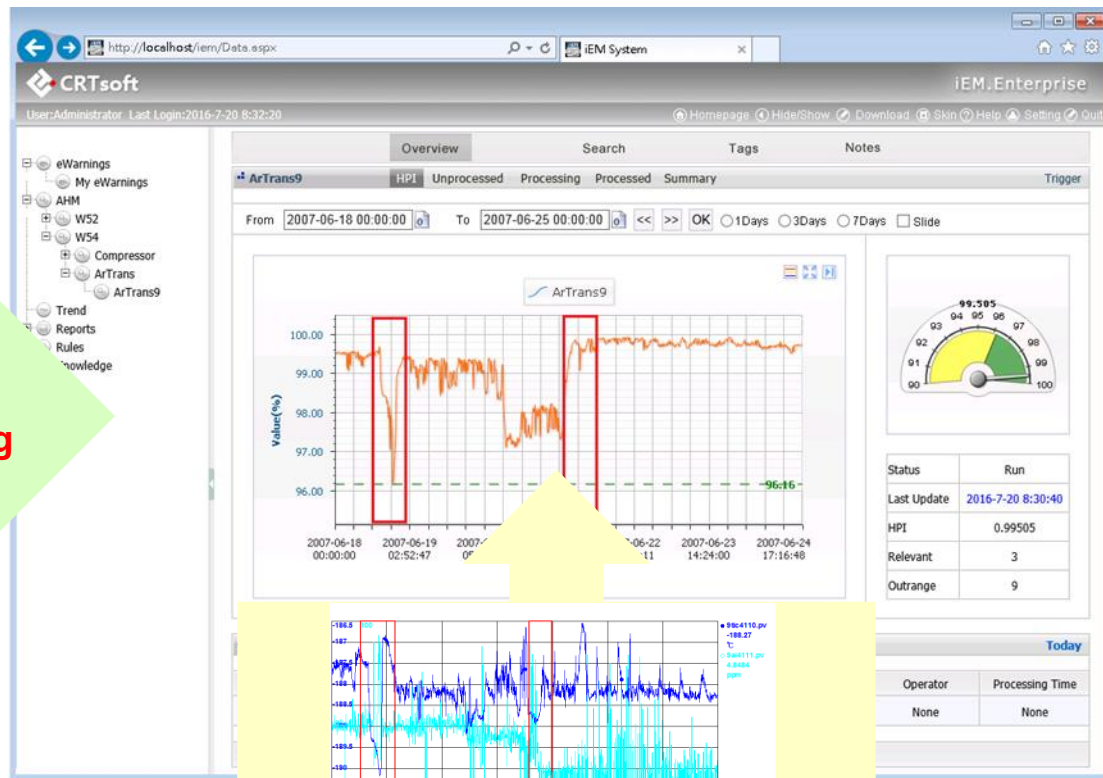 http://localhost/iem/Data.aspx
iEM System
CRTsoft
iEM.Enterprise
User:Administrator Last Login:2016-7-20 8:32:20
Homepage Hide/Show Download Skin Help Setting Quit
eWarnings
My eWarnings
AHM
W52
W54
Compressor
ArTrans
ArTrans9
Trend
Reports
Rules
g
Overview Search Tags Notes
ArTrans9 HPI Unprocessed Processing Processed Summary Trigger
From 2007-06-18 00:00:00 To 2007-06-25 00:00:00 << >> OK 1Days 3Days 7Days Slide
ArTrans9
Value(%)
100.00
99.00
98.00
97.00
96.00
96.16
2007-06-18 2007-06-19 2007-06-23 2007-06-24
00:00:00 02:52:47 14:24:00 17:16:48
99.505
90 91 92 93 94 95 96 97 98 99 100
Status Run
Last Update 2016-7-20 8:30:40
HPI 0.99505
Relevant 3
Outrange 9
Today
Operator Processing Time
None None
-186.5 100
-187
-188
-188.5
-189.5
-190
-188.27
℃
ppm